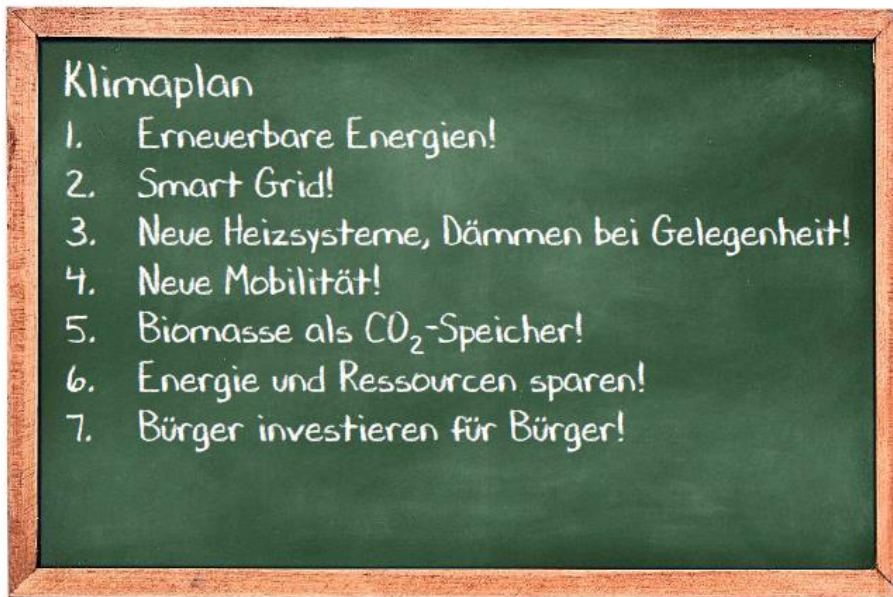 Klimaplan
1. Erneuerbare Energien!
2. Smart Grid!
3. Neue Heizsysteme, Dämmen bei Gelegenheit!
4. Neue Mobilität!
5. Biomasse als CO₂-Speicher!
6. Energie und Ressourcen sparen!
7. Bürger investieren für Bürger!